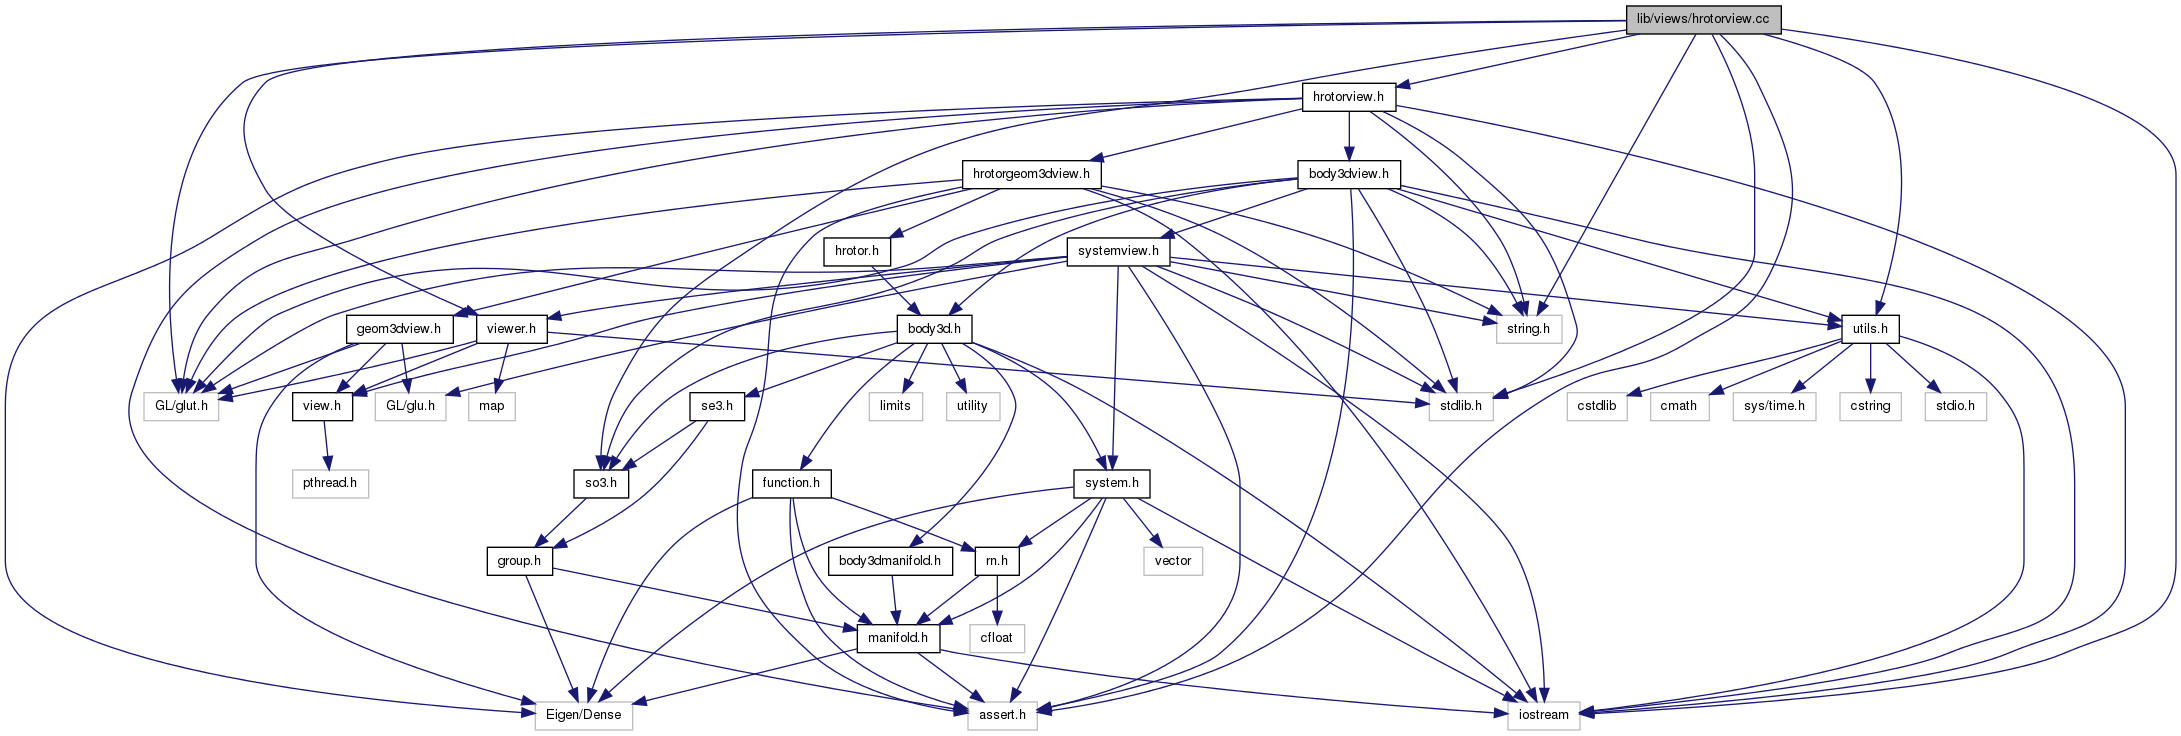 lib/views/hrotorview.cc
hrotorview.h
hrotorgeom3dview.h
body3dview.h
hrotor.h
systemview.h
geom3dview.h
viewer.h
body3d.h
string.h
utils.h
GL/glut.h
view.h
GL/glu.h
map
se3.h
limits
utility
stdlib.h
cstdlib
cmath
sys/time.h
cstring
stdio.h
pthread.h
so3.h
function.h
system.h
group.h
body3dmanifold.h
rn.h
vector
manifold.h
cfloat
Eigen/Dense
assert.h
iostream